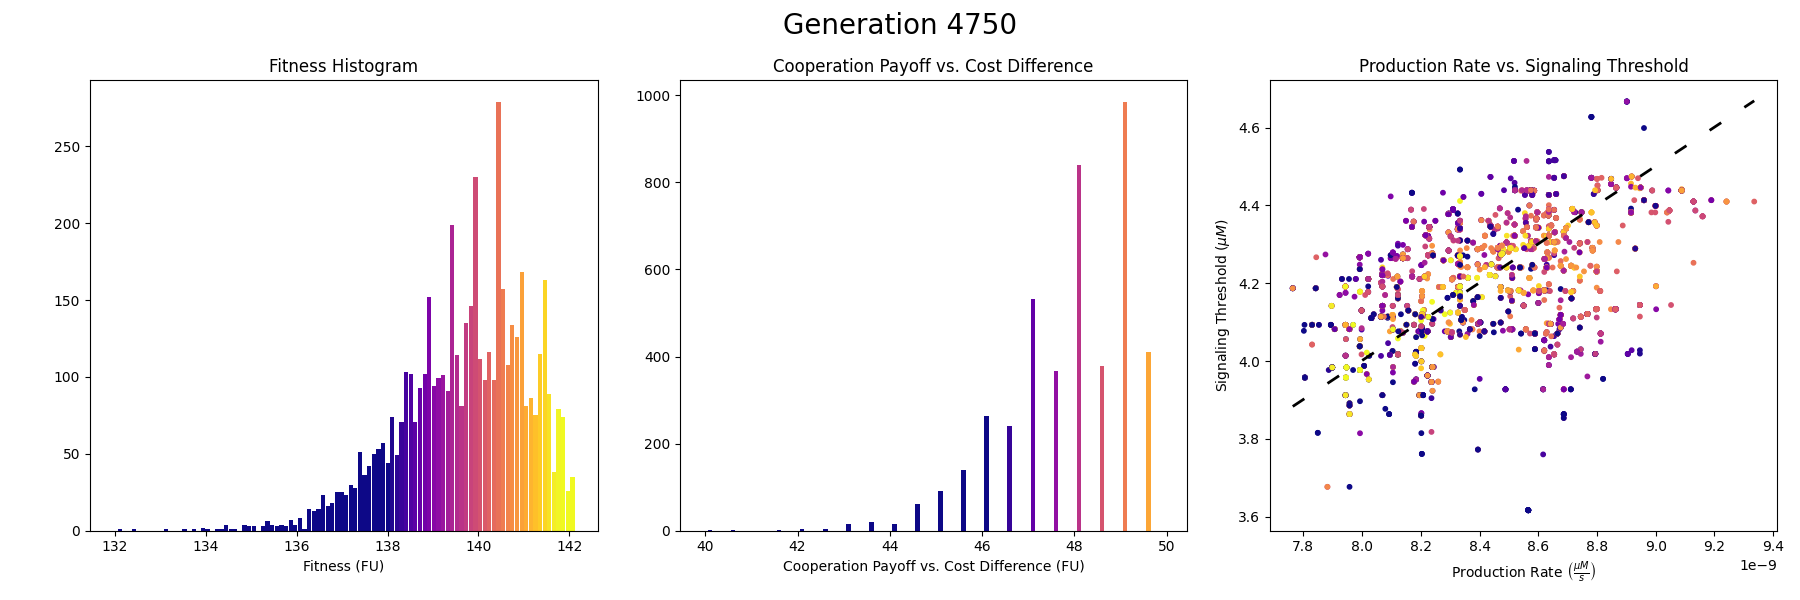 Generation 4750
Fitness Histogram
250
200
150
100
50
0
132 134 136 138 140 142
Fitness (FU)
Cooperation Payoff vs. Cost Difference
1000
800
600
400
200
0
40 42 44 46 48 50
Cooperation Payoff vs. Cost Difference (FU)
Production Rate vs. Signaling Threshold
Signaling Threshold (μM)
4.6
4.4
4.2
4.0
3.8
3.6
7.8 8.0 8.2 8.4 8.6 8.8 9.0 9.2 9.4
1e−9
Production Rate (μM/s)